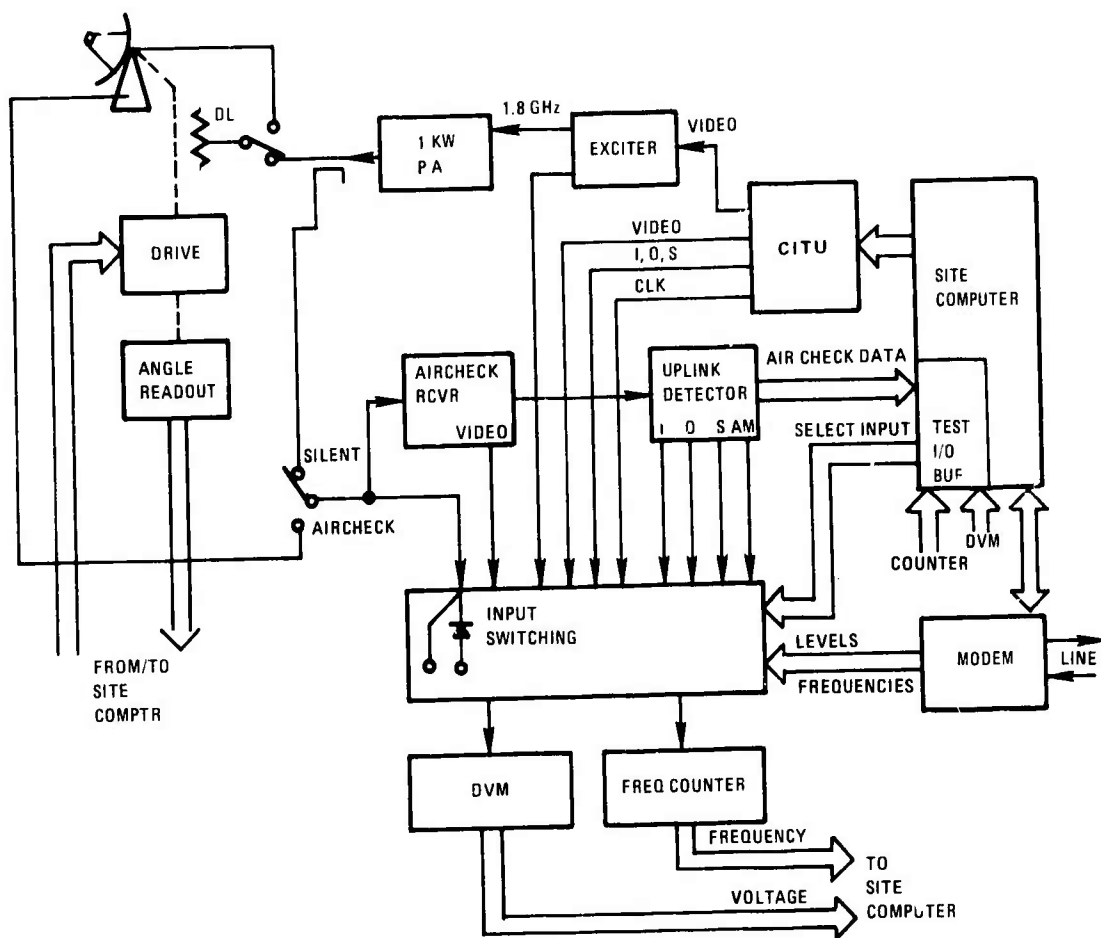 DL
1.8 GHz
1 KW
P A
EXCITER
VIDEO
CITU
SITE
COMPUTER
DRIVE
VIDEO
I, O, S
CLK
ANGLE
READOUT
AIRCHECK
RCVR
VIDEO
UPLINK
DETECTOR
I O S AM
AIR CHECK DATA
SELECT INPUT
TEST
I/O
BUF
SILENT
AIRCHECK
COUNTER
DVM
INPUT
SWITCHING
LEVELS
FREQUENCIES
MODEM
LINE
FROM/TO
SITE
COMPTR
DVM
FREQ COUNTER
FREQUENCY
VOLTAGE
TO
SITE
COMPUTER